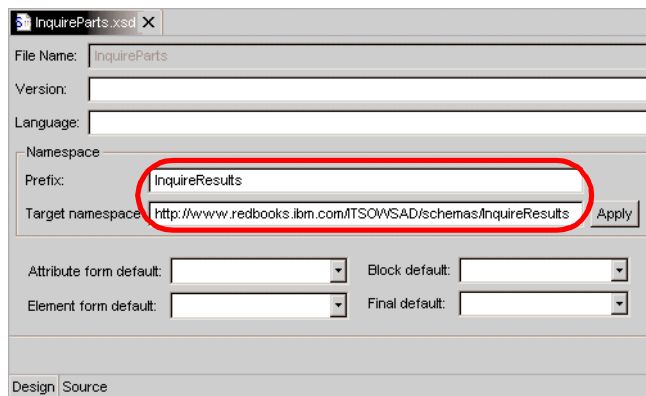 InquireParts.xsd
File Name: InquireParts
Version:
Language:
Namespace
Prefix: InquireResults
Target namespace http://www.redbooks.ibm.com/ITSOWSAD/schemas/InquireResults Apply
Attribute form default: Block default:
Element form default: Final default:
Design Source